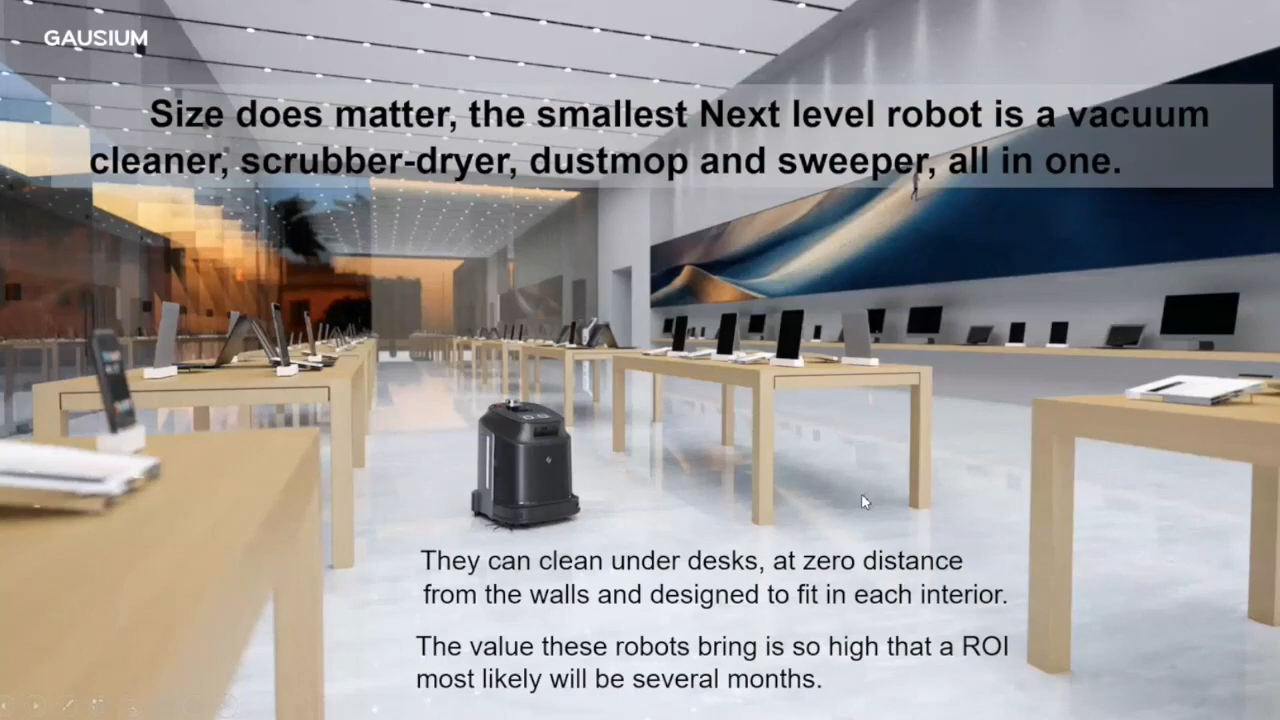 GAUSIUM
Size does matter, the smallest Next level robot is a vacuum
cleaner, scrubber-dryer, dustmop and sweeper, all in one.
They can clean under desks, at zero distance
from the walls and designed to fit in each interior.
The value these robots bring is so high that a ROI
most likely will be several months.